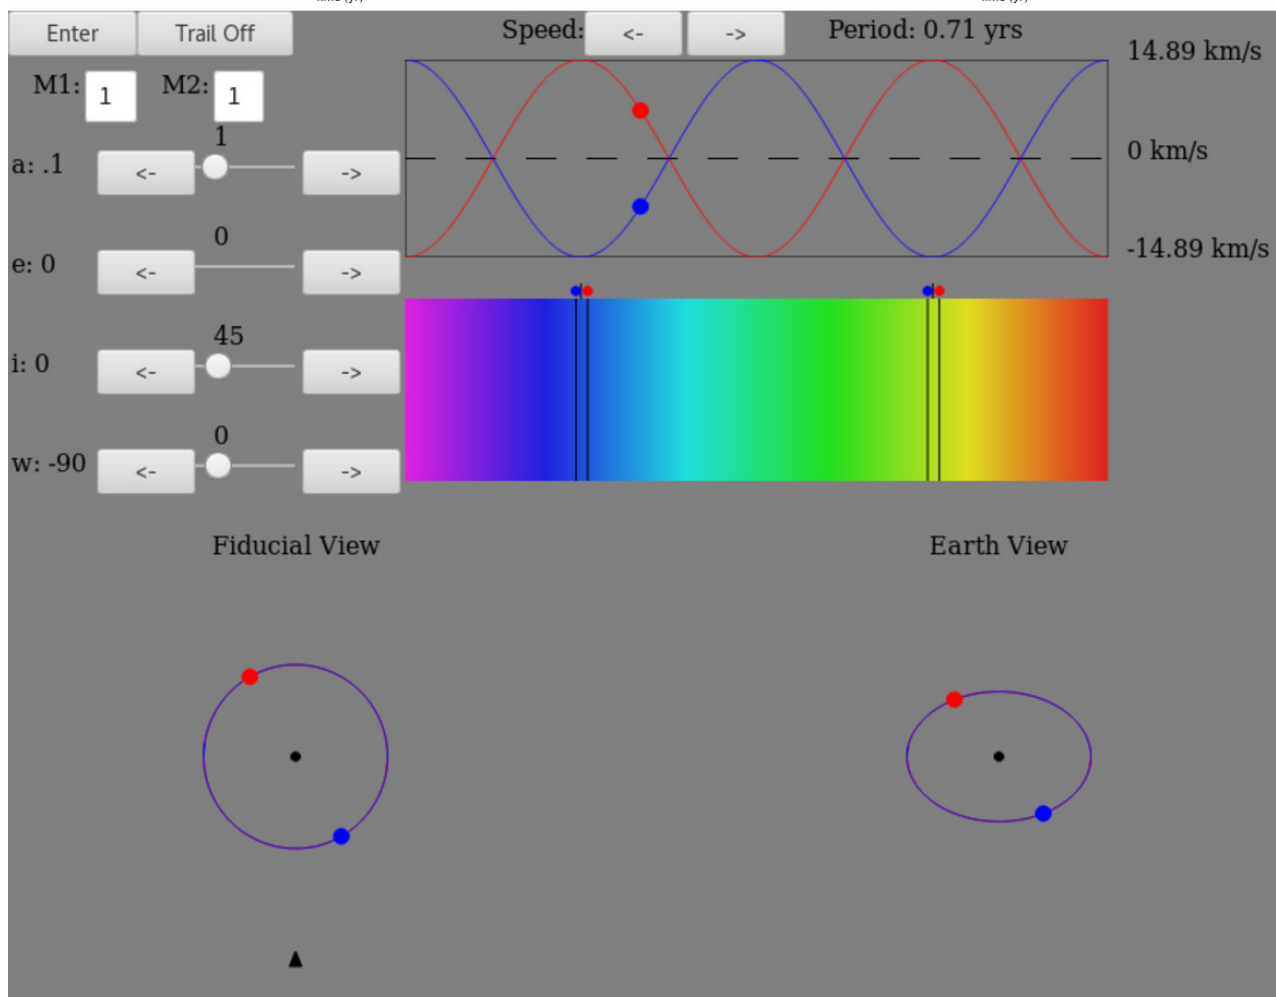 Enter Trail Off Speed: <- -> Period: 0.71 yrs
14.89 km/s
M1: 1 M2: 1
1
a: .1 <- -> 0 km/s
0
e: 0 <- -> -14.89 km/s
45
i: 0 <- ->
0
w: -90 <- ->
Fiducial View Earth View